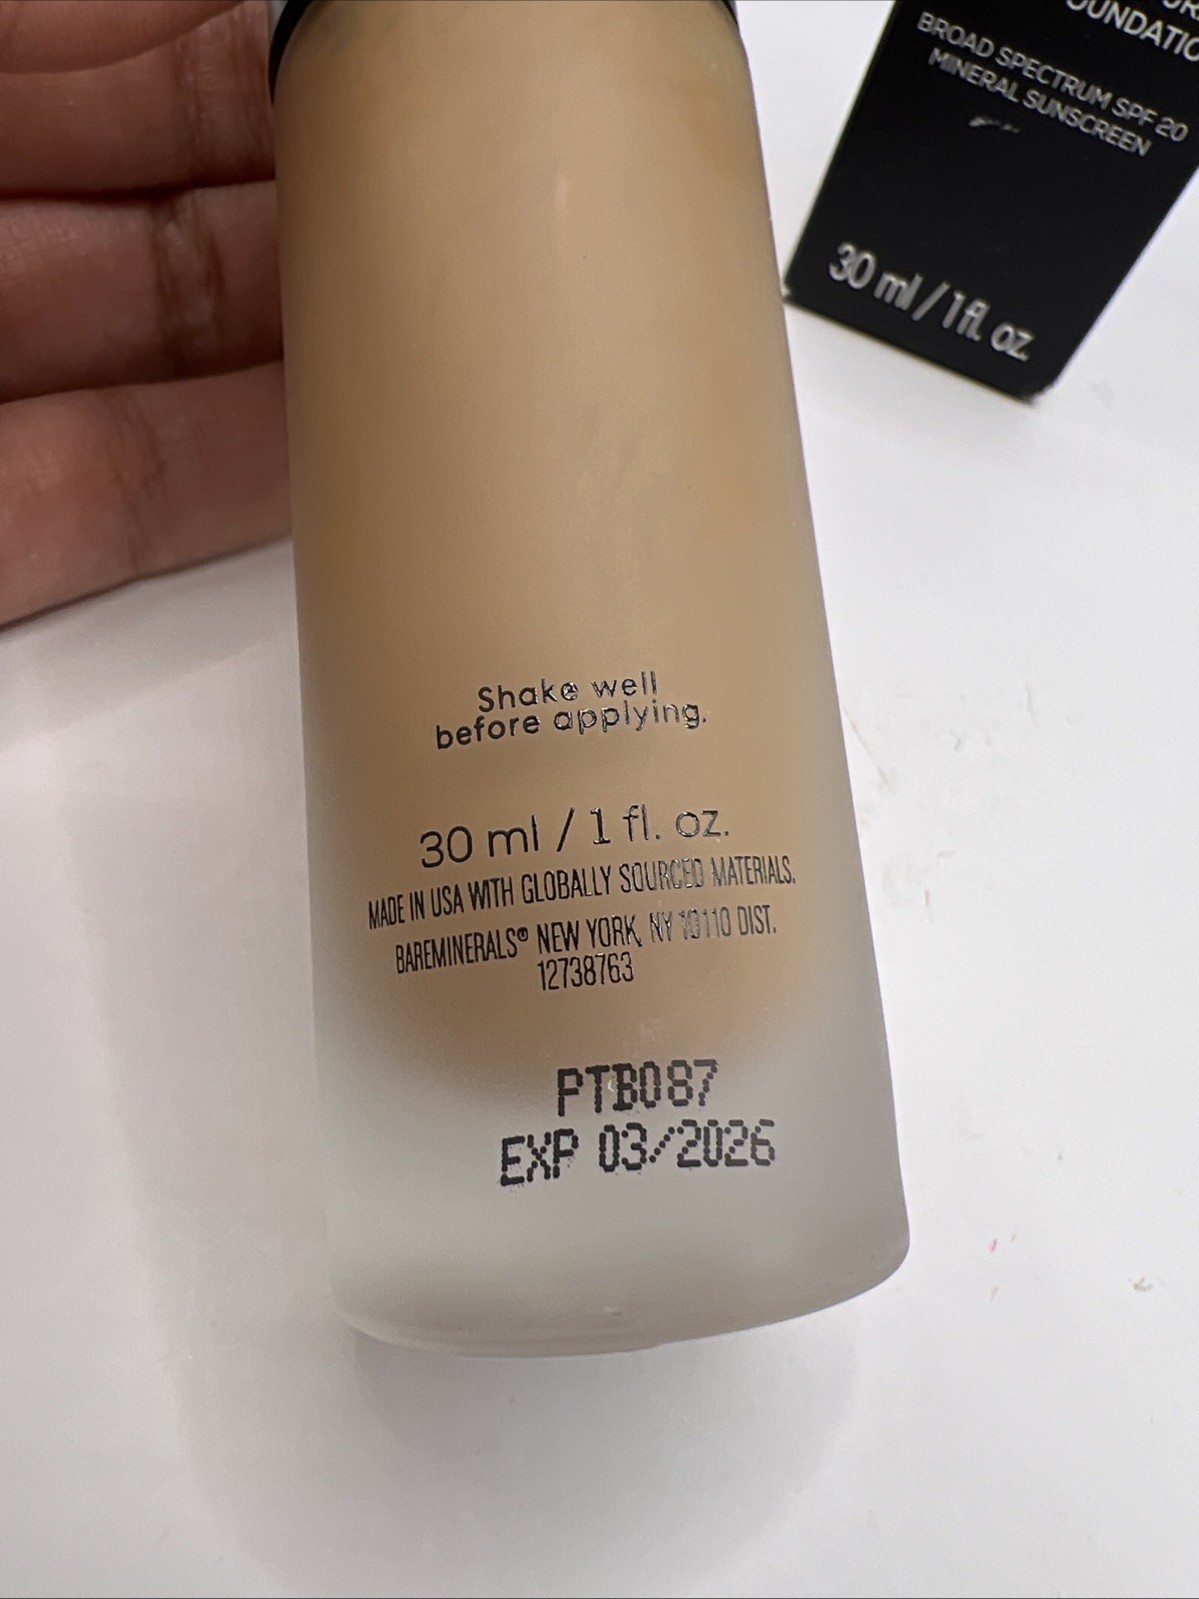 Shake well
before applying.
30 ml / 1 fl. oz.
MADE IN USA WITH GLOBALLY SOURCED MATERIALS.
BAREMINERALS® NEW YORK, NY 10110 DIST.
12738763
PTB087
EXP 03/2026
BROAD SPECTRUM SPF 20
MINERAL SUNSCREEN
30 ml / 1 fl. oz.